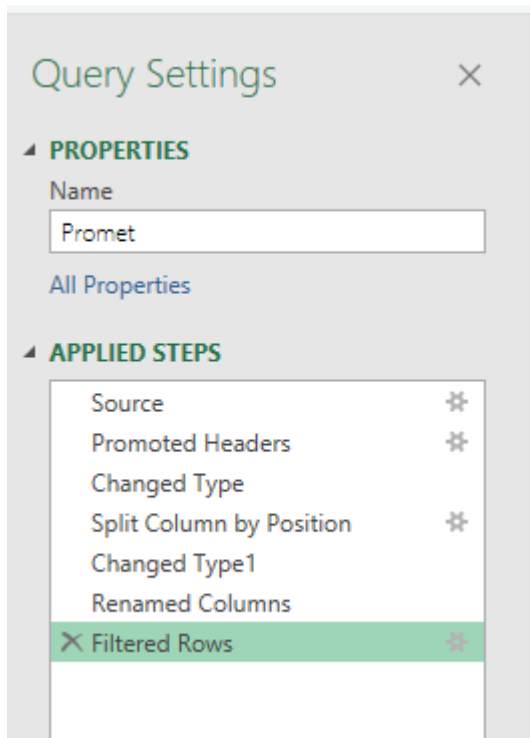 Query Settings
PROPERTIES
Name
Promet
All Properties
APPLIED STEPS
Source
Promoted Headers
Changed Type
Split Column by Position
Changed Type1
Renamed Columns
Filtered Rows